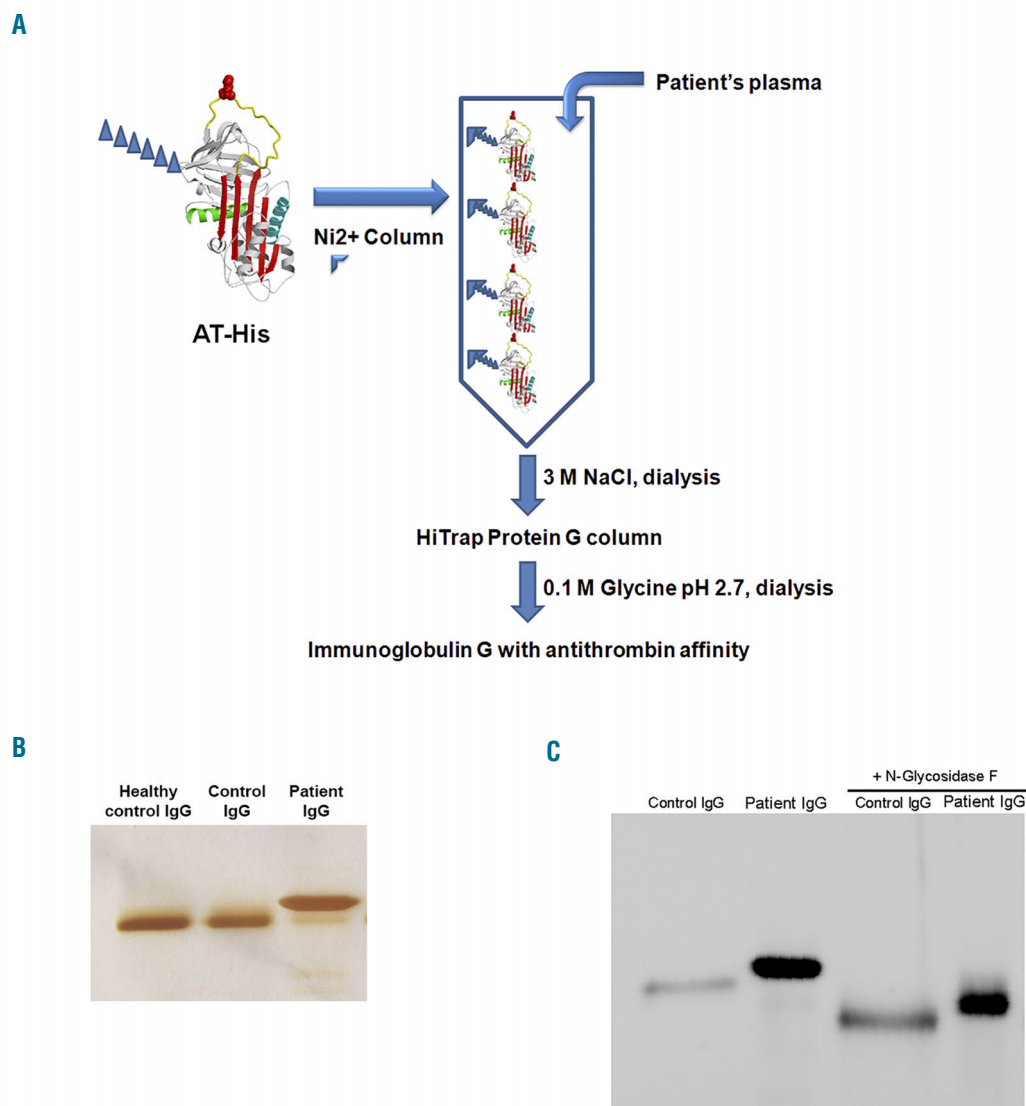 A
Patient's plasma
Ni2+ Column
AT-His
3 M NaCl, dialysis
HiTrap Protein G column
0.1 M Glycine pH 2.7, dialysis
Immunoglobulin G with antithrombin affinity
B
Healthy
control IgG
Control
IgG
Patient
IgG
C
+ N-Glycosidase F
Control IgG
Patient IgG
Control IgG
Patient IgG